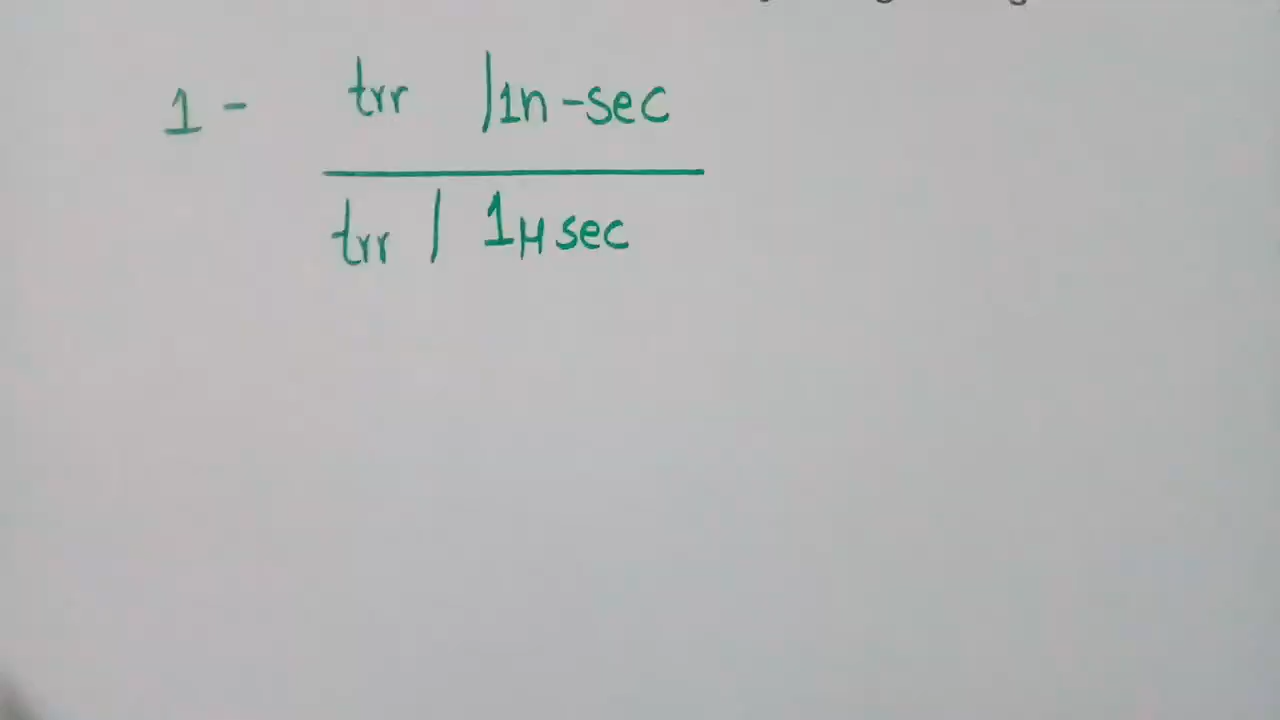 1 - trr |1n-sec
trr | 1μsec